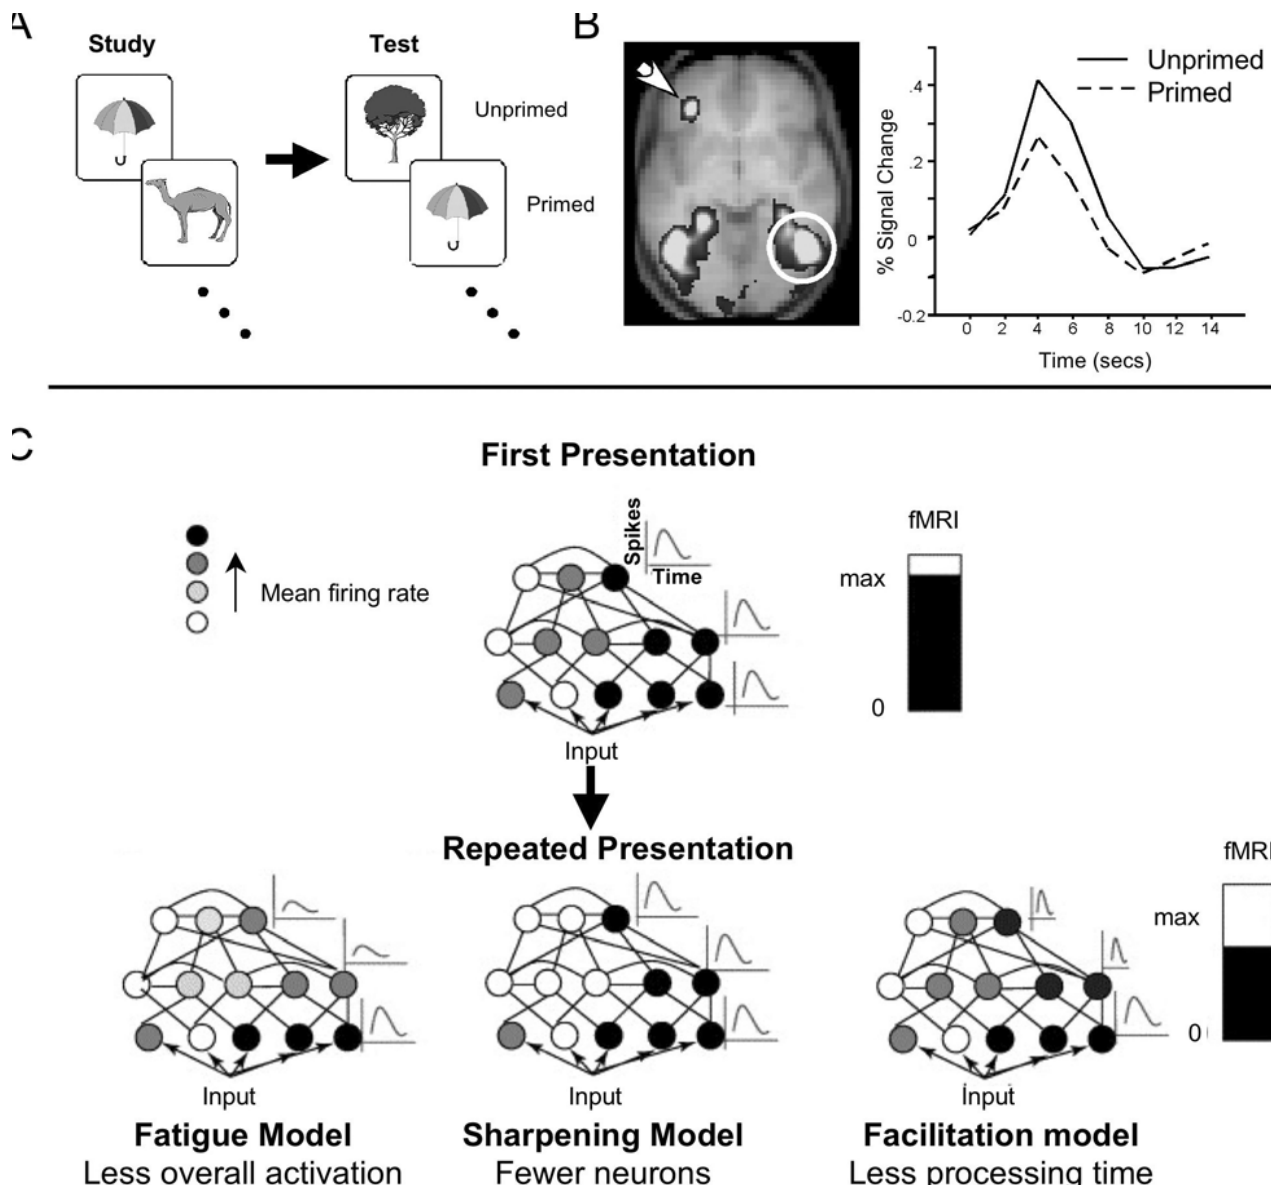 A
Study
Test
Unprimed
Primed
B
% Signal Change
.4
.2
0
-0.2
0 2 4 6 8 10 12 14
Time (secs)
Unprimed
Primed
C
First Presentation
Mean firing rate
Spikes
Time
fMRI
max
0
Input
Repeated Presentation
fMRI
max
0
Input
Input
Input
Fatigue Model
Sharpening Model
Facilitation model
Less overall activation
Fewer neurons
Less processing time